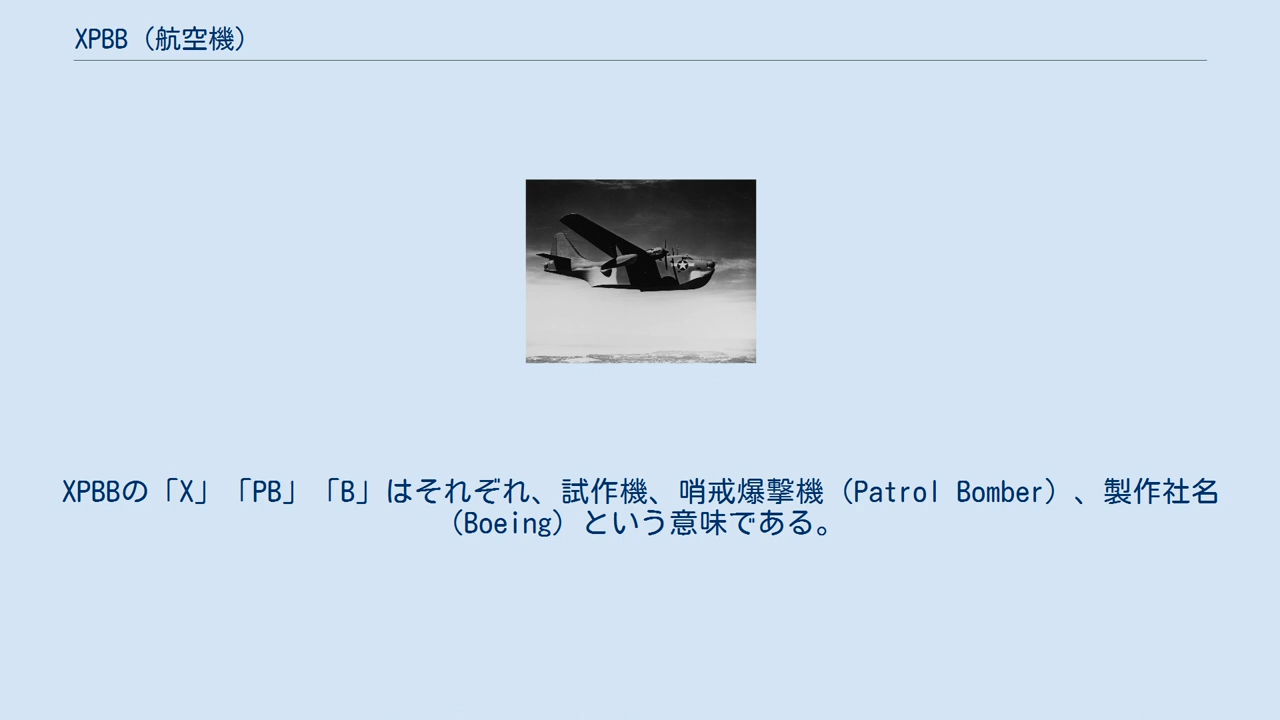 XPBB（航空機）
XPBBの「X」「PB」「B」はそれぞれ、試作機、哨戒爆撃機（Patrol Bomber）、製作社名
（Boeing）という意味である。